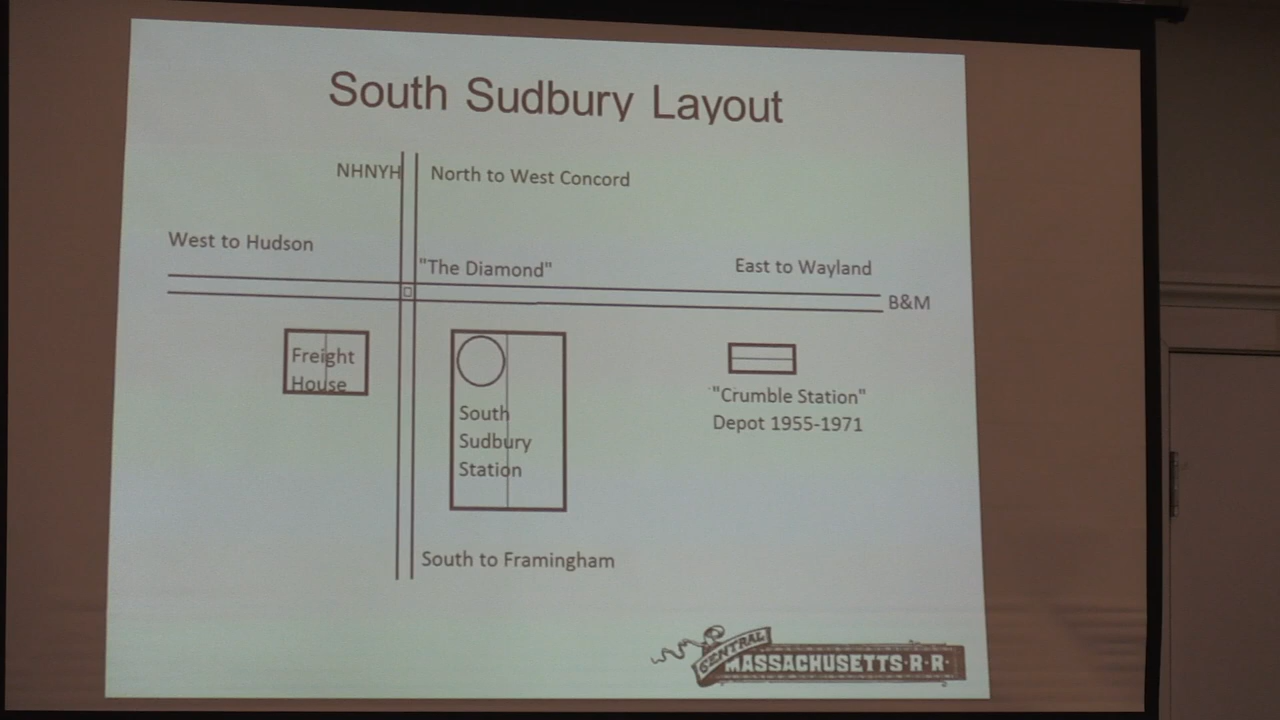 South Sudbury Layout
NHNYH
North to West Concord
West to Hudson
"The Diamond"
East to Wayland
B&M
Freight
House
South
Sudbury
Station
"Crumble Station"
Depot 1955-1971
South to Framingham
CENTRAL
MASSACHUSETTS·R·R·